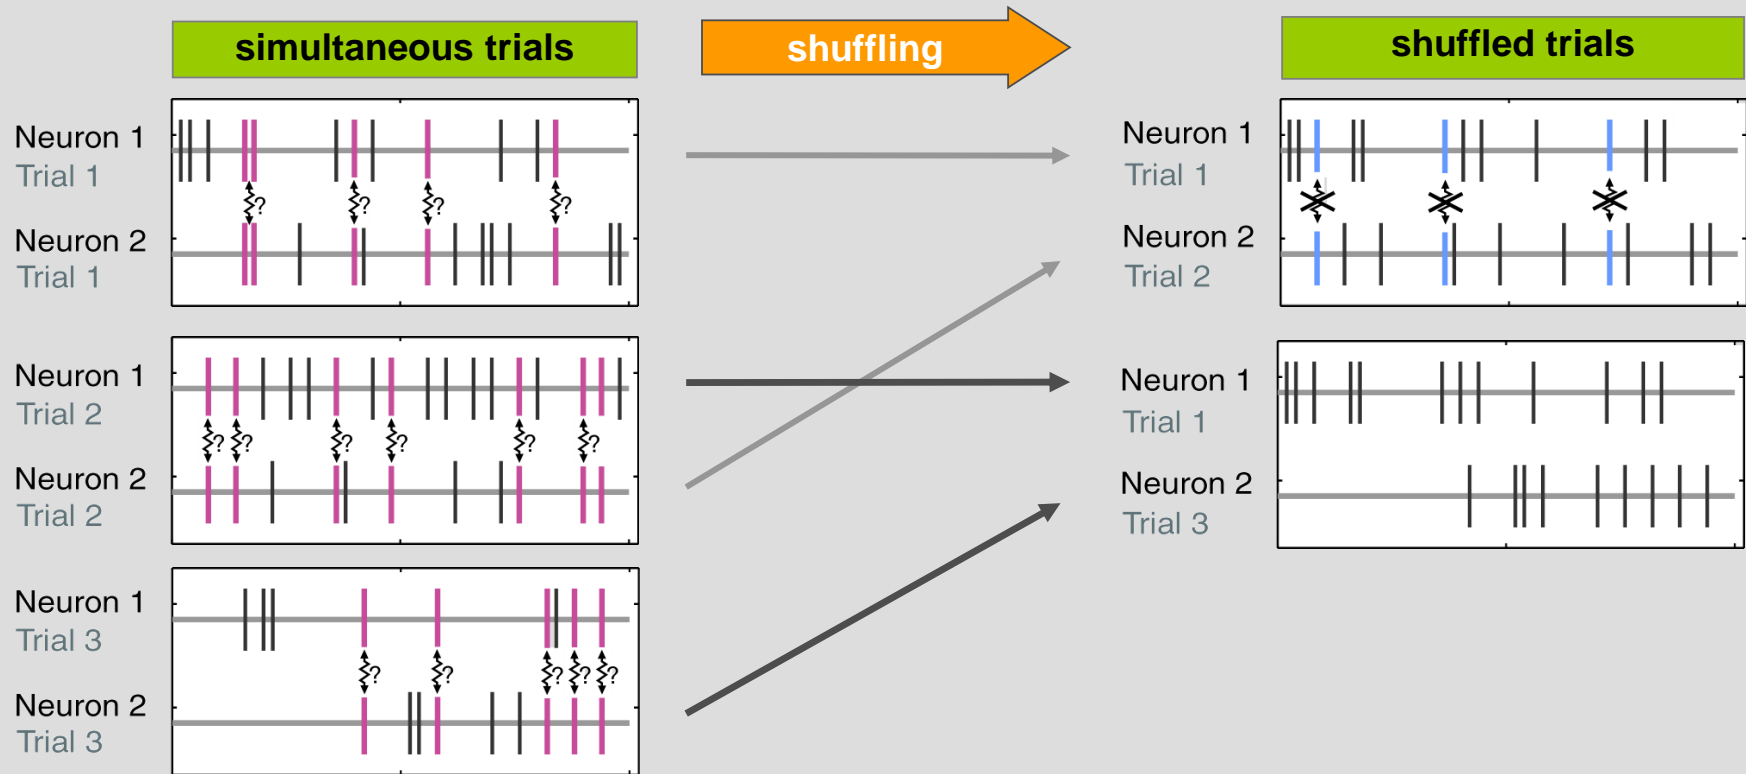 simultaneous trials
shuffling
shuffled trials
Neuron 1
Trial 1
? ? ? ?
Neuron 2
Trial 1
Neuron 1
Trial 2
? ? ? ? ? ?
Neuron 2
Trial 2
Neuron 1
Trial 3
? ? ? ? ?
Neuron 2
Trial 3
Neuron 1
Trial 1
Neuron 2
Trial 2
Neuron 1
Trial 1
Neuron 2
Trial 3